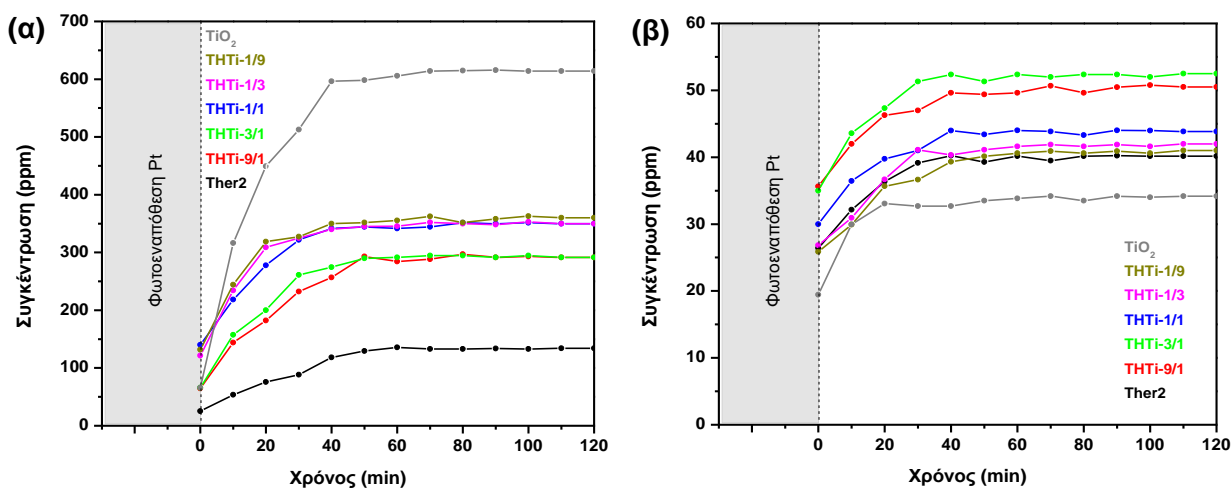 (α)
Συγκέντρωση (ppm)
700
600
500
400
300
200
100
0
Φωτοεναπόθεση Pt
TiO2
THTi-1/9
THTi-1/3
THTi-1/1
THTi-3/1
THTi-9/1
Ther2
0 20 40 60 80 100 120
Χρόνος (min)
(β)
Συγκέντρωση (ppm)
60
50
40
30
20
10
0
Φωτοεναπόθεση Pt
TiO2
THTi-1/9
THTi-1/3
THTi-1/1
THTi-3/1
THTi-9/1
Ther2
0 20 40 60 80 100 120
Χρόνος (min)